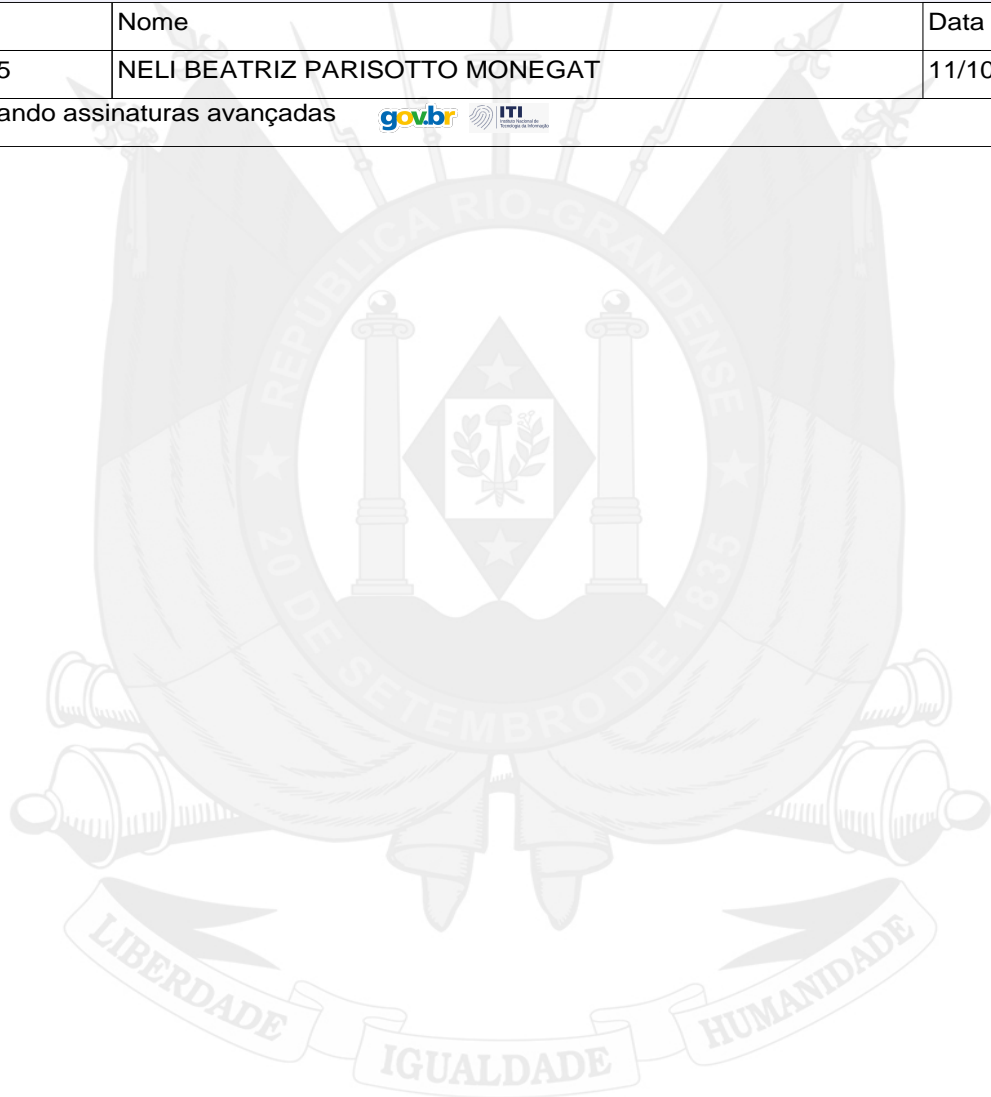 Nome Data
5 NELI BEATRIZ PARISOTTO MONEGAT 11/10
ando assinaturas avançadas gov.br ITI
REPÚBLICA RIO-GRANDENSE
20 DE SETEMBRO DE 1835
LIBERDADE IGUALDADE HUMANIDADE